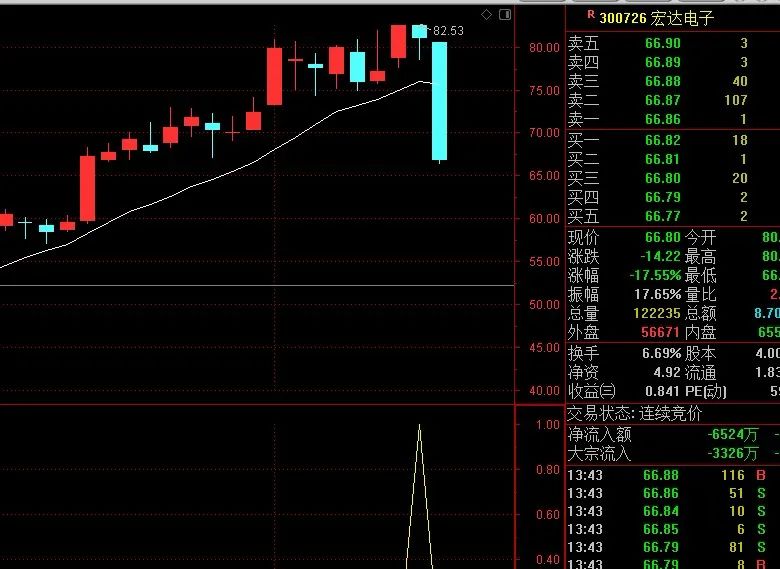 82.53
80.00
75.00
70.00
65.00
60.00
55.00
50.00
45.00
40.00
1.00
0.80
0.60
0.40
R 300726 宏达电子
卖五 66.90 3
卖四 66.89 3
卖三 66.88 40
卖二 66.87 107
卖一 66.86 1
买一 66.82 18
买二 66.81 1
买三 66.80 20
买四 66.79 2
买五 66.77 2
现价 66.80 今开 80.
涨跌 -14.22 最高 80.
涨幅 -17.55% 最低 66.
振幅 17.65% 量比 2.
总量 122235 总额 8.70
外盘 56671 内盘 655
换手 6.69% 股本 4.00
净资 4.92 流通 1.83
收益㈢ 0.841 PE(动)
交易状态: 连续竞价
净流入额 -6524万 -
大宗流入 -3326万 -
13:43 66.88 116 B
13:43 66.86 51 S
13:43 66.84 10 S
13:43 66.85 6 S
13:43 66.79 81 S
13:43 66.79 8 B